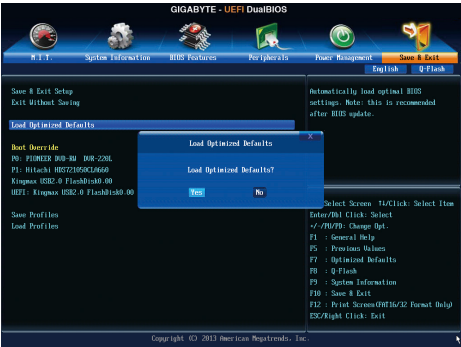 GIGABYTE - UEFI DualBIOS
M.I.T. System Information BIOS Features Peripherals Power Management Save & Exit
English Q-Flash
Save & Exit Setup
Exit Without Saving
Load Optimized Defaults
Boot Override
P0: PIONEER DVD-RW DVR-220L
P1: Hitachi HDS721050CLA660
Kingmax USB2.0 FlashDisk0.00
UEFI: Kingmax USB2.0 FlashDisk0.00
Save Profiles
Load Profiles
Load Optimized Defaults X
Load Optimized Defaults?
Yes No
Automatically load optimal BIOS
settings. Note: this is recommended
after BIOS update.
Select Screen ↑↓/Click: Select Item
Enter/Dbl Click: Select
+/-/PU/PD: Change Opt.
F1 : General Help
F5 : Previous Values
F7 : Optimized Defaults
F8 : Q-Flash
F9 : System Information
F10 : Save & Exit
F12 : Print Screen(FAT16/32 Format Only)
ESC/Right Click: Exit
Copyright (C) 2013 American Megatrends, Inc.